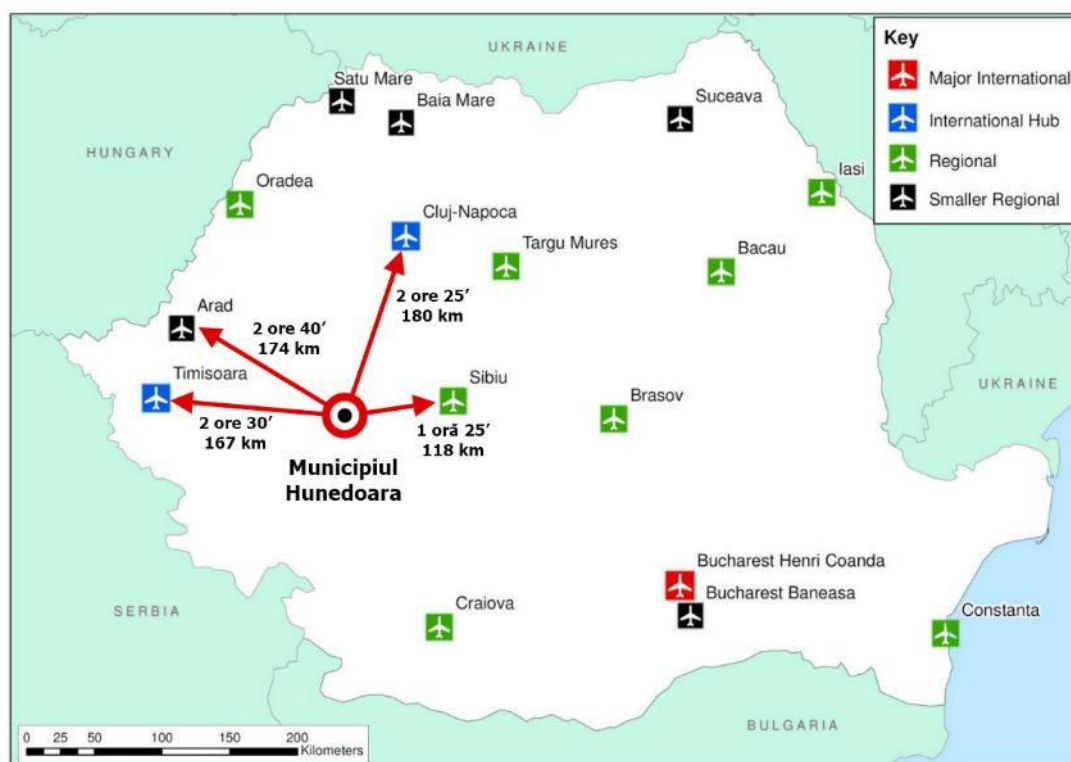 UKRAINE
Key
Major International
International Hub
Regional
Smaller Regional
Satu Mare
Baia Mare
Suceava
HUNGARY
Oradea
Iasi
Cluj-Napoca
Targu Mures
Bacau
2 ore 25′
180 km
Arad
2 ore 40′
174 km
Timisoara
Sibiu
UKRAINE
Brasov
2 ore 30′
167 km
1 oră 25′
118 km
Municipiul
Hunedoara
Bucharest Henri Coanda
Bucharest Baneasa
SERBIA
Craiova
Constanta
BULGARIA
0 25 50 100 150 200
Kilometers